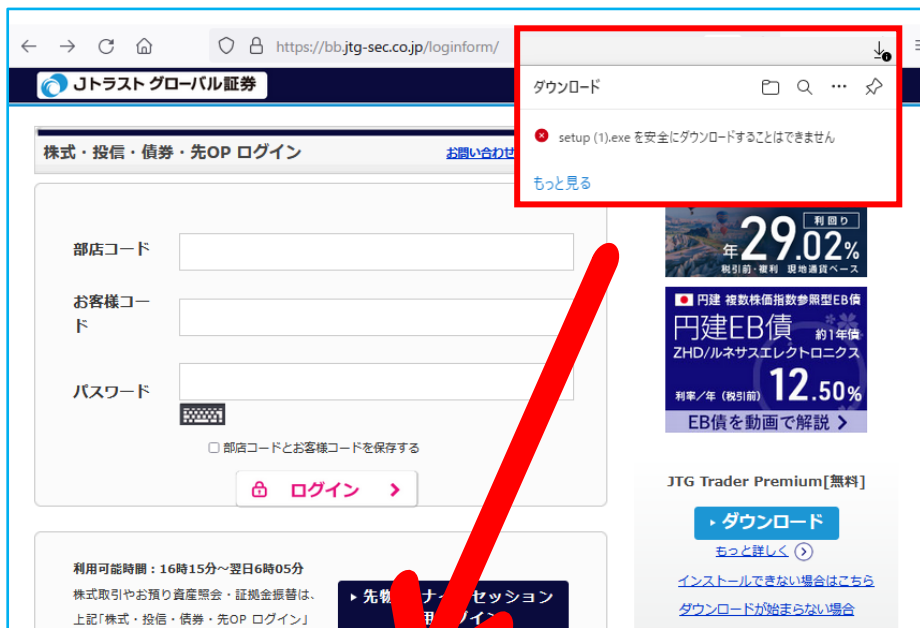 https://bb.jtg-sec.co.jp/loginform/
Jトラスト グローバル証券
ダウンロード
setup (1).exe を安全にダウンロードすることはできません
もっと見る
株式・投信・債券・先OP ログイン
お問い合わせ
部店コード
お客様コード
パスワード
部店コードとお客様コードを保存する
ログイン
利用可能時間：16時15分～翌日6時05分
株式取引やお預り資産照会・証拠金振替は、
上記「株式・投信・債券・先OP ログイン」
先物 ナイ セッション
用 グイン
利回り
年29.02%
税引前・複利 現地通貨ベース
円建 複数株価指数参照型EB債
円建EB債 約1年債
ZHD/ルネサスエレクトロニクス
利率／年（税引前）12.50%
EB債を動画で解説
JTG Trader Premium[無料]
ダウンロード
もっと詳しく
インストールできない場合はこちら
ダウンロードが始まらない場合